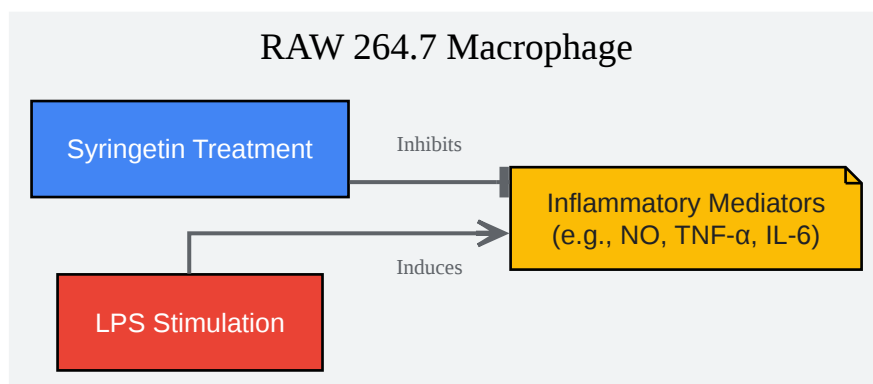 RAW 264.7 Macrophage
Syringetin Treatment
Inhibits
Inflammatory Mediators
(e.g., NO, TNF-α, IL-6)
Induces
LPS Stimulation